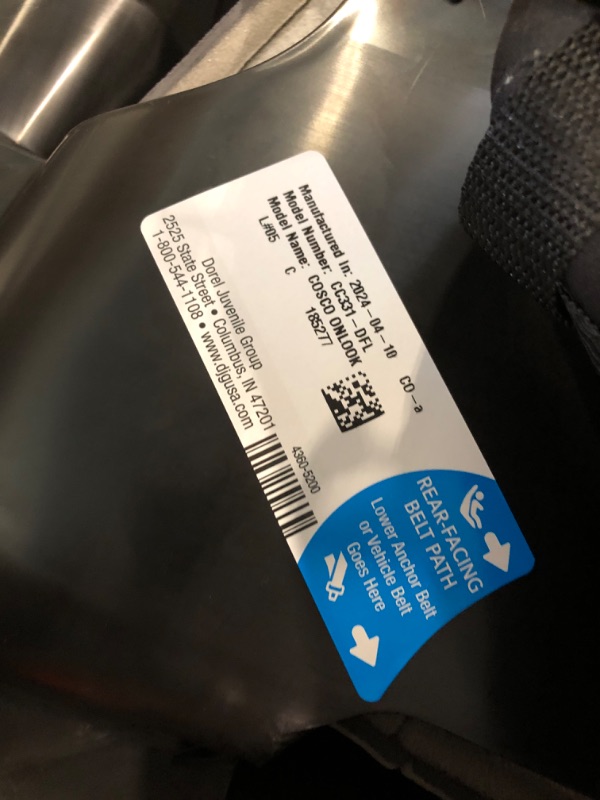 Manufactured in: 2024-04-10 CO-a
Model Number: CC331-DFL
Model Name: COSCO ONLOOK
L#05 C 185277
Dorel Juvenile Group
2525 State Street • Columbus, IN 47201
1-800-544-1108 • www.djgusa.com
4360-5200
REAR-FACING
BELT PATH
Lower Anchor Belt
or Vehicle Belt
Goes Here